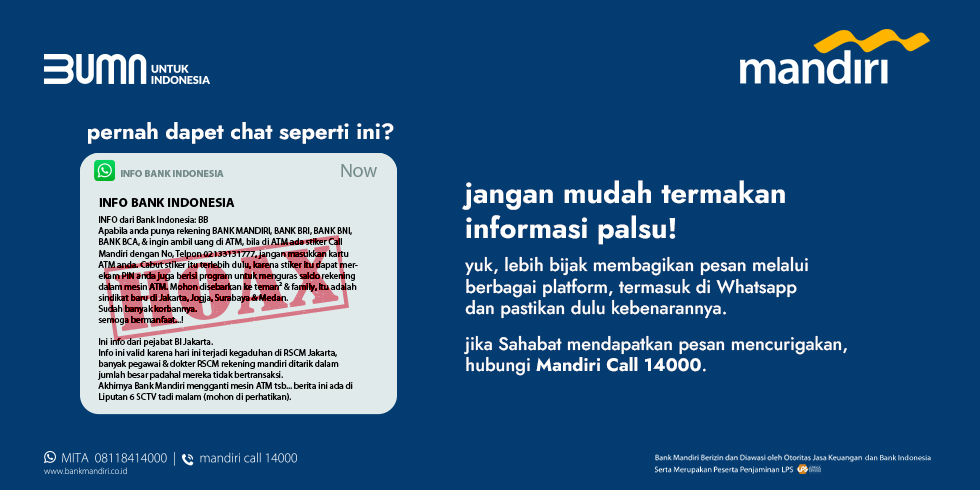 BUMN UNTUK
INDONESIA
mandiri
pernah dapet chat seperti ini?
INFO BANK INDONESIA
Now
INFO BANK INDONESIA
INFO dari Bank Indonesia: BB
Apabila anda punya rekening BANK MANDIRI, BANK BRI, BANK BNI,
BANK BCA, & ingin ambil uang di ATM, bila di ATM ada stiker Call
Mandiri dengan No, Telpon 02133131777, jangan masukkan kartu
ATM anda. Cabut stiker itu terlebih dulu, karena stiker itu dapat mer-
ekam PIN anda juga berisi program untuk menguras saldo rekening
dalam mesin ATM. Mohon disebarkan ke teman² & family, Itu adalah
sindikat baru di Jakarta, Jogja, Surabaya & Medan.
Sudah banyak korbannya.
semoga bermanfaat...!
HOAX
Ini info dari pejabat BI Jakarta.
Info ini valid karena hari ini terjadi kegaduhan di RSCM Jakarta,
banyak pegawai & dokter RSCM rekening mandiri ditarik dalam
jumlah besar padahal mereka tidak bertransaksi.
Akhirnya Bank Mandiri mengganti mesin ATM tsb... berita ini ada di
Liputan 6 SCTV tadi malam (mohon di perhatikan).
jangan mudah termakan
informasi palsu!
yuk, lebih bijak membagikan pesan melalui
berbagai platform, termasuk di Whatsapp
dan pastikan dulu kebenarannya.
jika Sahabat mendapatkan pesan mencurigakan,
hubungi Mandiri Call 14000.
MITA 08118414000 | mandiri call 14000
www.bankmandiri.co.id
Bank Mandiri Berizin dan Diawasi oleh Otoritas Jasa Keuangan dan Bank Indonesia
Serta Merupakan Peserta Penjaminan LPS